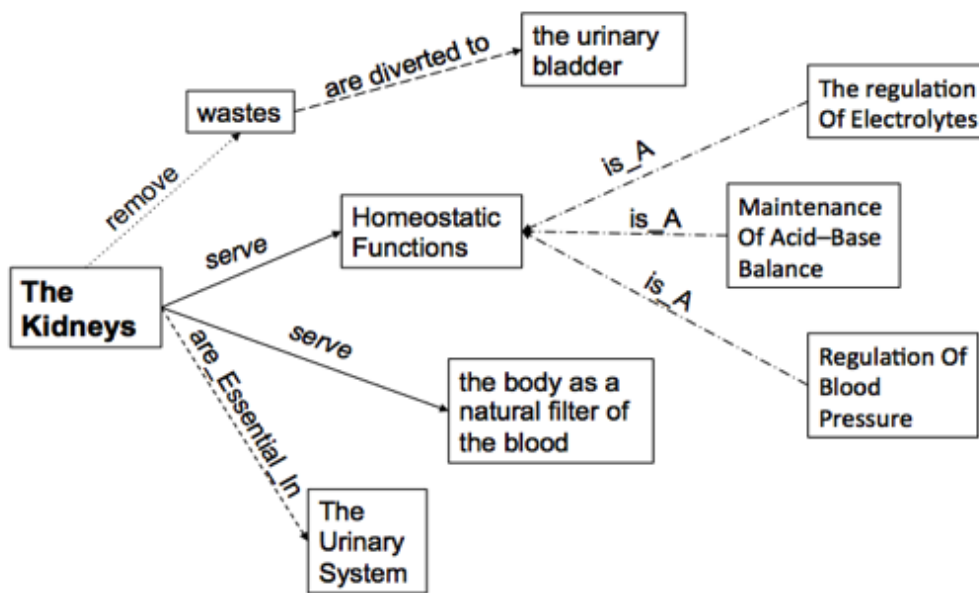 the urinary
bladder
are diverted to
wastes
remove
The regulation
Of Electrolytes
is_A
Homeostatic
Functions
is_A
Maintenance
Of Acid–Base
Balance
serve
The
Kidneys
is_A
serve
Regulation Of
Blood
Pressure
are_Essential_In
the body as a
natural filter of
the blood
The
Urinary
System